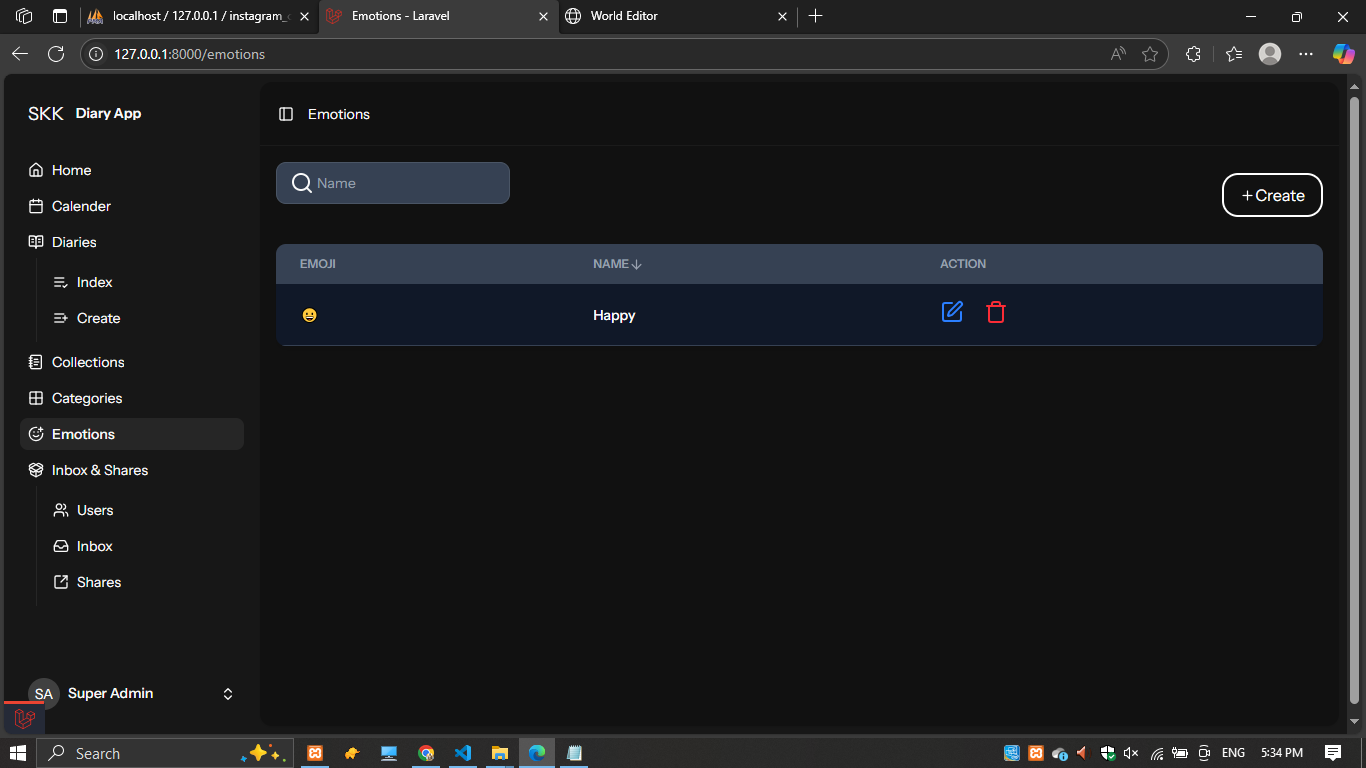 localhost / 127.0.0.1 / instagram_
Emotions - Laravel
World Editor
127.0.0.1:8000/emotions
SKK Diary App
Emotions
Home
Calender
Diaries
Index
Create
Collections
Categories
Emotions
Inbox & Shares
Users
Inbox
Shares
SA Super Admin
Name
+ Create
EMOJI NAME ↓ ACTION
😀 Happy
Search
ENG 5:34 PM